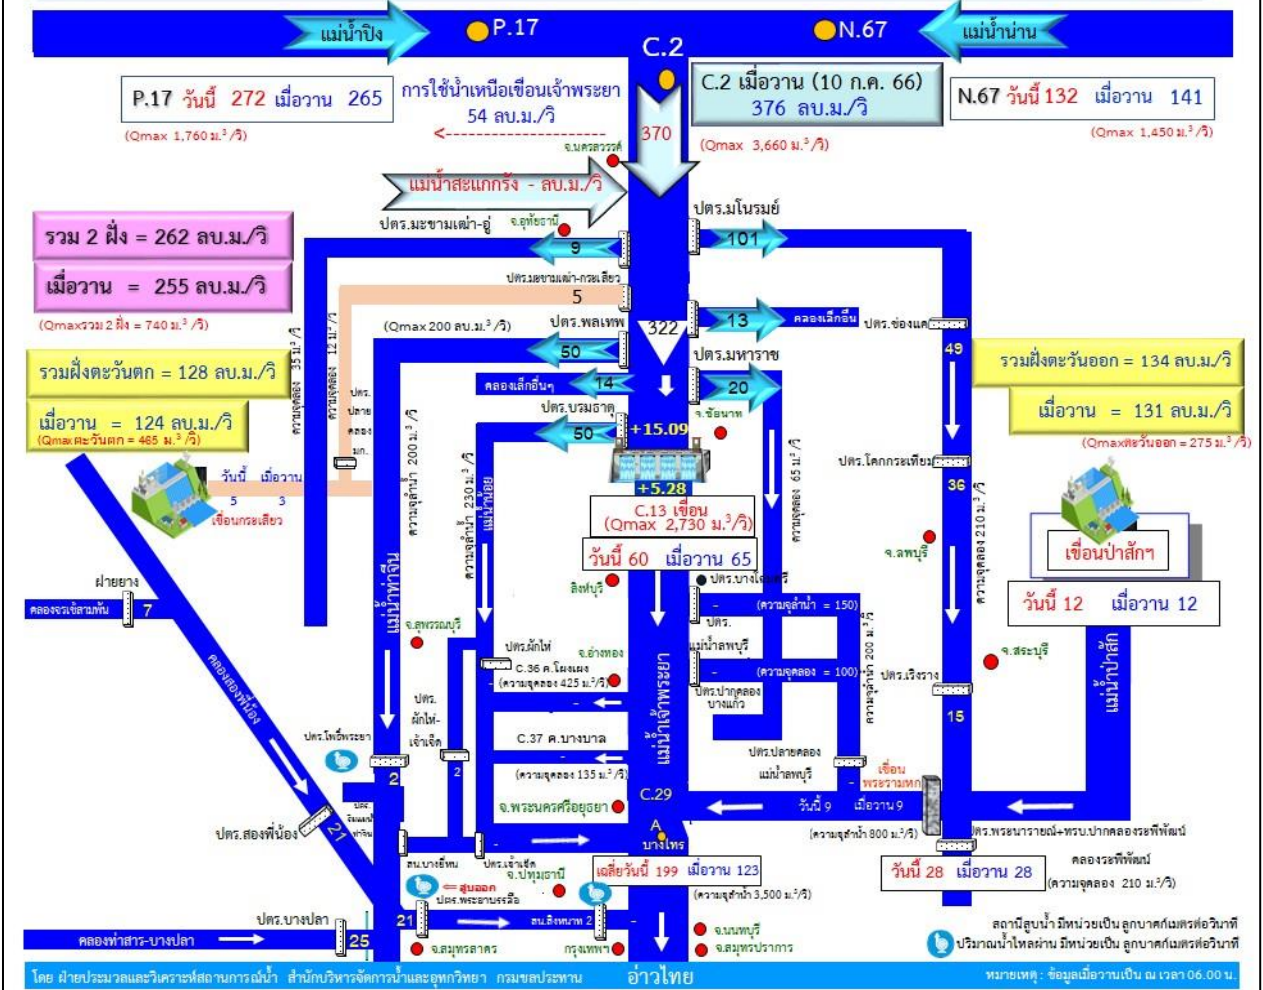 แม่น้ำปิง
P.17
C.2
N.67
แม่น้ำน่าน
P.17 วันนี้ 272 เมื่อวาน 265
(Qmax 1,760 ม.³/วิ)
การใช้น้ำเหนือเขื่อนเจ้าพระยา
54 ลบ.ม./วิ
370
C.2 เมื่อวาน (10 ก.ค. 66)
376 ลบ.ม./วิ
(Qmax 3,660 ม.³/วิ)
N.67 วันนี้ 132 เมื่อวาน 141
(Qmax 1,450 ม.³/วิ)
จ.นครสวรรค์
แม่น้ำสะแกกรัง - ลบ.ม./วิ
ปตร.มะขามเฒ่า-อู่
จ.อุทัยธานี
ปตร.มโนรมย์
รวม 2 ฝั่ง = 262 ลบ.ม./วิ
เมื่อวาน = 255 ลบ.ม./วิ
(Qmaxรวม 2 ฝั่ง = 740 ม.³/วิ)
9
101
ปตร.มะขามเฒ่า-กระเสียว
5
(Qmax 200 ลบ.ม.³/วิ)
ปตร.พลเทพ
322
13
คลองเล็กอื่น
ปตร.ช่องแค
ความจุคลอง 35 ม.³/วิ
ความจุคลอง 12 ม.³/วิ
50
ปตร.มหาราช
49
รวมฝั่งตะวันตก = 128 ลบ.ม./วิ
เมื่อวาน = 124 ลบ.ม./วิ
(Qmaxตะวันตก = 465 ม.³/วิ)
รวมฝั่งตะวันออก = 134 ลบ.ม./วิ
เมื่อวาน = 131 ลบ.ม./วิ
(Qmaxตะวันออก = 275 ม.³/วิ)
คลองเล็กอื่นๆ
14
20
ปตร.
ปลาย
คลอง
มก.
ปตร.บรมธาตุ
จ.ชัยนาท
50
+15.09
+5.28
ปตร.โคกกระเทียม
36
วันนี้ เมื่อวาน
5 3
เขื่อนกระเสียว
ความจุลำน้ำ 200 ม.³/วิ
ความจุลำน้ำ 230 ม.³/วิ
แม่น้ำน้อย
ความจุคลอง 65 ม.³/วิ
ความจุคลอง 210 ม.³/วิ
C.13 เขื่อน
(Qmax 2,730 ม.³/วิ)
วันนี้ 60 เมื่อวาน 65
จ.ลพบุรี
เขื่อนป่าสักฯ
วันนี้ 12 เมื่อวาน 12
ฝายยาง
คลองจรเข้สามพัน
7
สิงห์บุรี
แม่น้ำท่าจีน
-
(ความจุลำน้ำ = 150)
ปตร.
แม่น้ำลพบุรี
จ.สุพรรณบุรี
ปตร.ผักไห่
จ.อ่างทอง
C.36 ค.โผงเผง
(ความจุคลอง 425 ม.³/วิ)
-
(ความจุคลอง = 100)
ปตร.ปากคลอง
บางแก้ว
ความจุลำน้ำ 200 ม.³/วิ
ปตร.เริงราง
จ.สระบุรี
แม่น้ำป่าสัก
คลองสองพี่น้อง
แม่น้ำเจ้าพระยา
15
ปตร.
ผักไห่-
เจ้าเจ็ด
-
C.37 ค.บางบาล
-
(ความจุคลอง 135 ม.³/วิ)
ปตร.โพธิ์พระยา
2
2
ปตร.ปลายคลอง
แม่น้ำลพบุรี
-
เขื่อน
พระรามหก
C.29
A
บางไทร
จ.พระนครศรีอยุธยา
วันนี้ 9 เมื่อวาน 9
(ความจุลำน้ำ 800 ม.³/วิ)
ปตร.สองพี่น้อง
21
ปตร.เจ้าเจ็ด
-
ปตร.พระนารายณ์+ทรบ.ปากคลองระพีพัฒน์
วันนี้ 28 เมื่อวาน 28
คลองระพีพัฒน์
(ความจุคลอง 210 ม.³/วิ)
เฉลี่ยวันนี้ 199 เมื่อวาน 123
(ความจุลำน้ำ 3,500 ม.³/วิ)
จ.ปทุมธานี
⇐ สูบออก
ปตร.พระยาบรรลือ
ปตร.บางปลา
21
สน.สิงหนาท 2
-
คลองท่าสาร-บางปลา
25
จ.สมุทรสาคร
กรุงเทพฯ
จ.นนทบุรี
จ.สมุทรปราการ
สถานีสูบน้ำ มีหน่วยเป็น ลูกบาศก์เมตรต่อวินาที
ปริมาณน้ำไหลผ่าน มีหน่วยเป็น ลูกบาศก์เมตรต่อวินาที
โดย ฝ่ายประมวลและวิเคราะห์สถานการณ์น้ำ สำนักบริหารจัดการน้ำและอุทกวิทยา กรมชลประทาน
อ่าวไทย
หมายเหตุ : ข้อมูลเมื่อวานเป็น ณ เวลา 06.00 น.